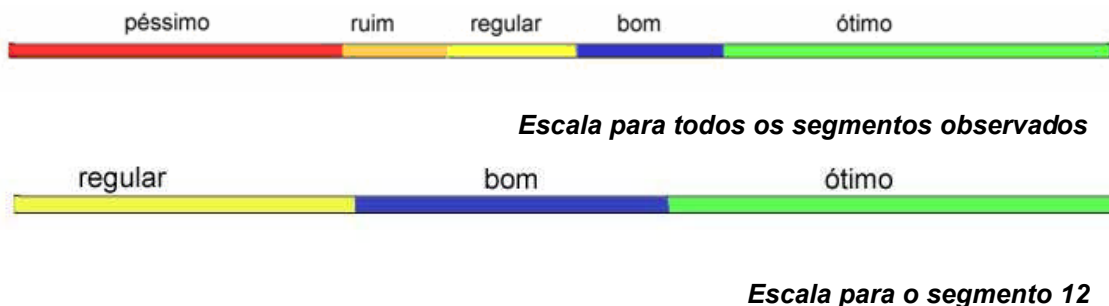 péssimo ruim regular bom ótimo
Escala para todos os segmentos observados
regular bom ótimo
Escala para o segmento 12